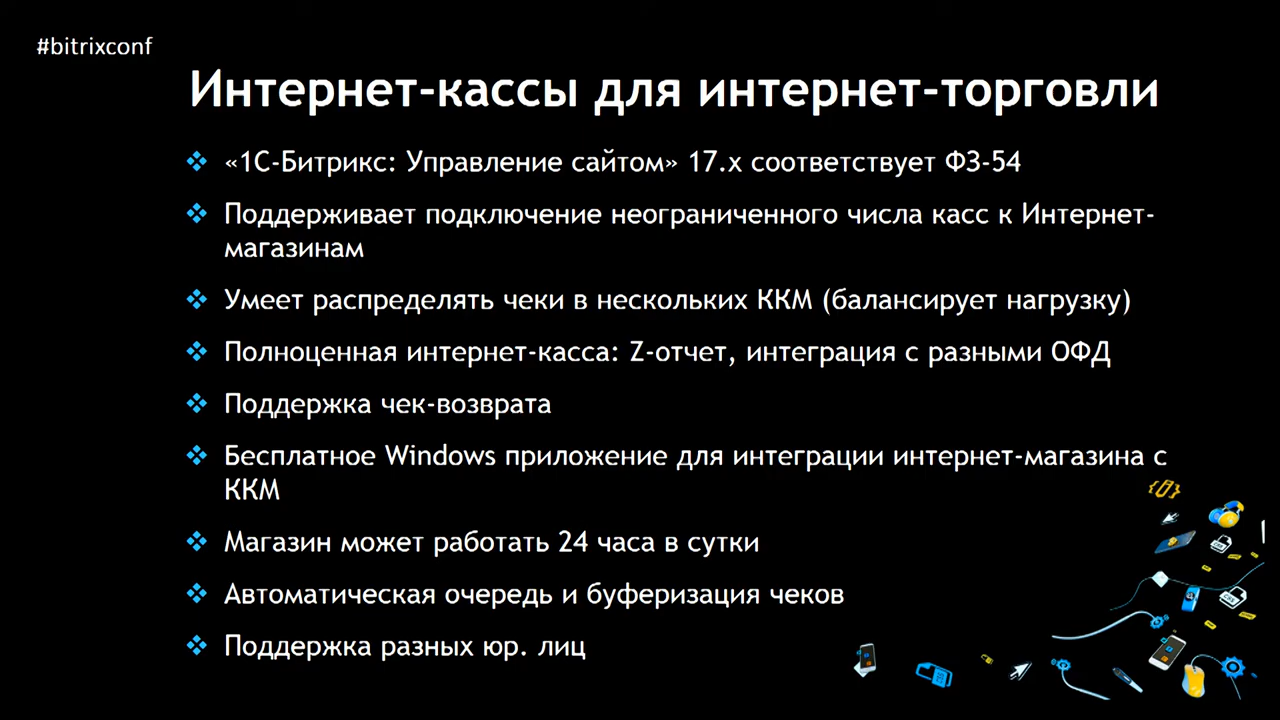 #bitrixconf
Интернет-кассы для интернет-торговли
«1С-Битрикс: Управление сайтом» 17.x соответствует ФЗ-54
Поддерживает подключение неограниченного числа касс к Интернет-
магазинам
Умеет распределять чеки в нескольких ККМ (балансирует нагрузку)
Полноценная интернет-касса: Z-отчет, интеграция с разными ОФД
Поддержка чек-возврата
Бесплатное Windows приложение для интеграции интернет-магазина с
ККМ
Магазин может работать 24 часа в сутки
Автоматическая очередь и буферизация чеков
Поддержка разных юр. лиц